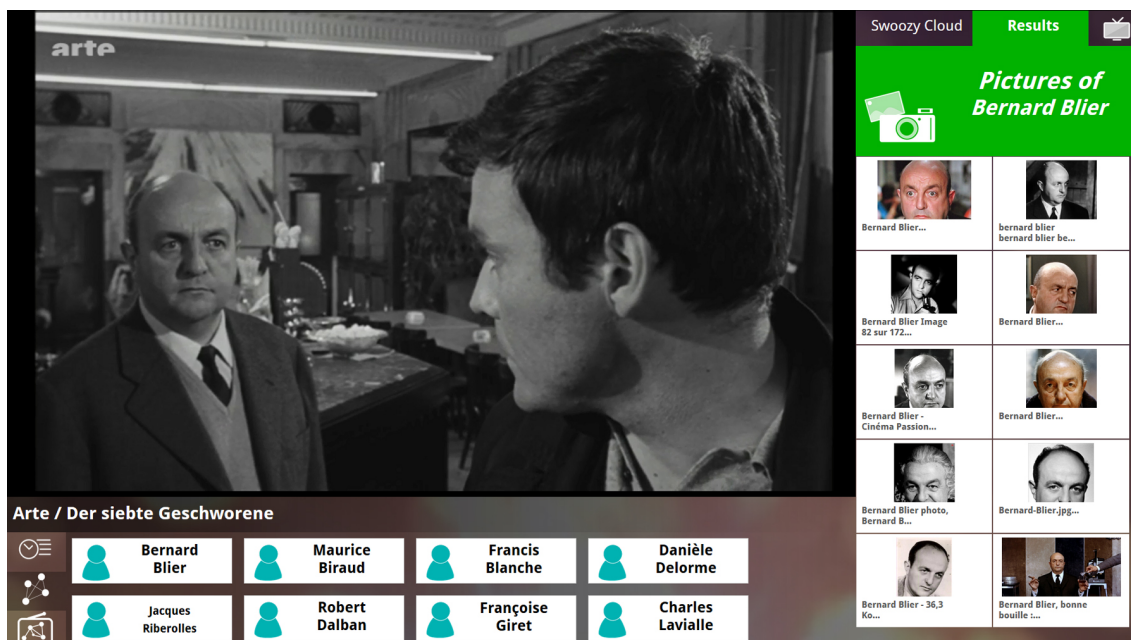 arte
Swoozy Cloud
Results
Pictures of
Bernard Blier
Bernard Blier...
bernard blier
bernard blier be...
Bernard Blier Image
82 sur 172...
Bernard Blier...
Bernard Blier -
Cinéma Passion...
Bernard Blier...
Bernard Blier photo,
Bernard B...
Bernard-Blier.jpg...
Bernard Blier - 36,3
Ko...
Bernard Blier, bonne
bouille :...
Arte / Der siebte Geschworene
Bernard
Blier
Maurice
Biraud
Francis
Blanche
Danièle
Delorme
Jacques
Riberolles
Robert
Dalban
Françoise
Giret
Charles
Lavialle